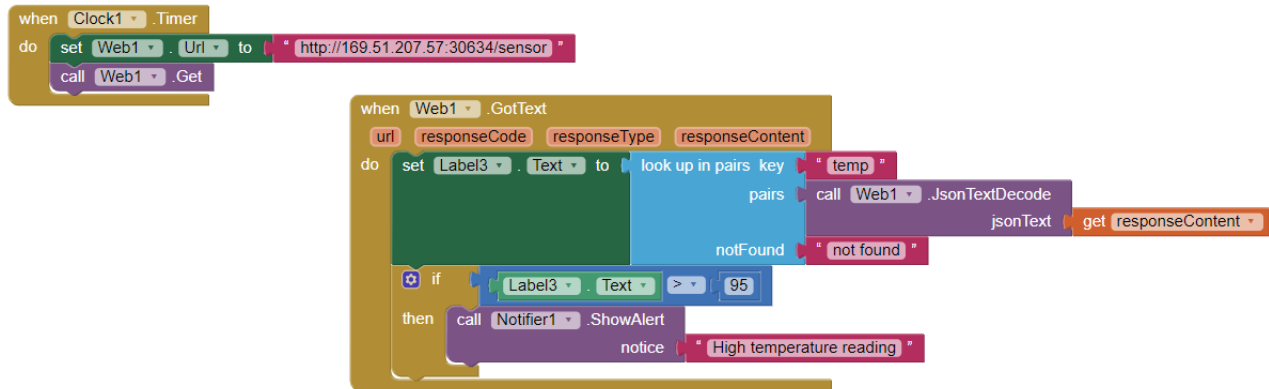 when Clock1 .Timer
do set Web1 . Url to " http://169.51.207.57:30634/sensor "
call Web1 .Get
when Web1 .GotText
url responseCode responseType responseContent
do set Label3 . Text to look up in pairs key " temp "
pairs call Web1 .JsonTextDecode
jsonText get responseContent
notFound " not found "
if Label3 . Text > 95
then call Notifier1 .ShowAlert
notice " High temperature reading "